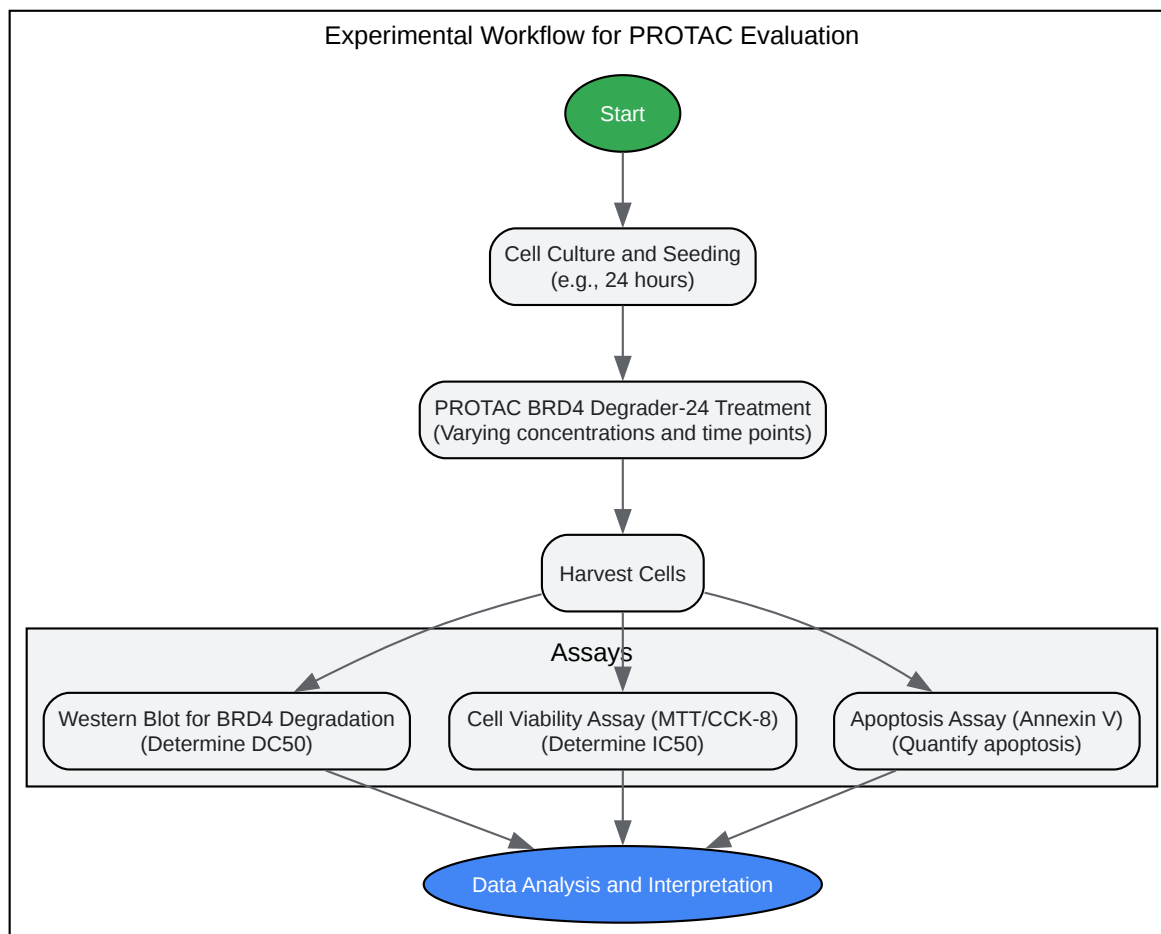 Experimental Workflow for PROTAC Evaluation
Start
Cell Culture and Seeding
(e.g., 24 hours)
PROTAC BRD4 Degrader-24 Treatment
(Varying concentrations and time points)
Harvest Cells
Assays
Western Blot for BRD4 Degradation
(Determine DC50)
Cell Viability Assay (MTT/CCK-8)
(Determine IC50)
Apoptosis Assay (Annexin V)
(Quantify apoptosis)
Data Analysis and Interpretation